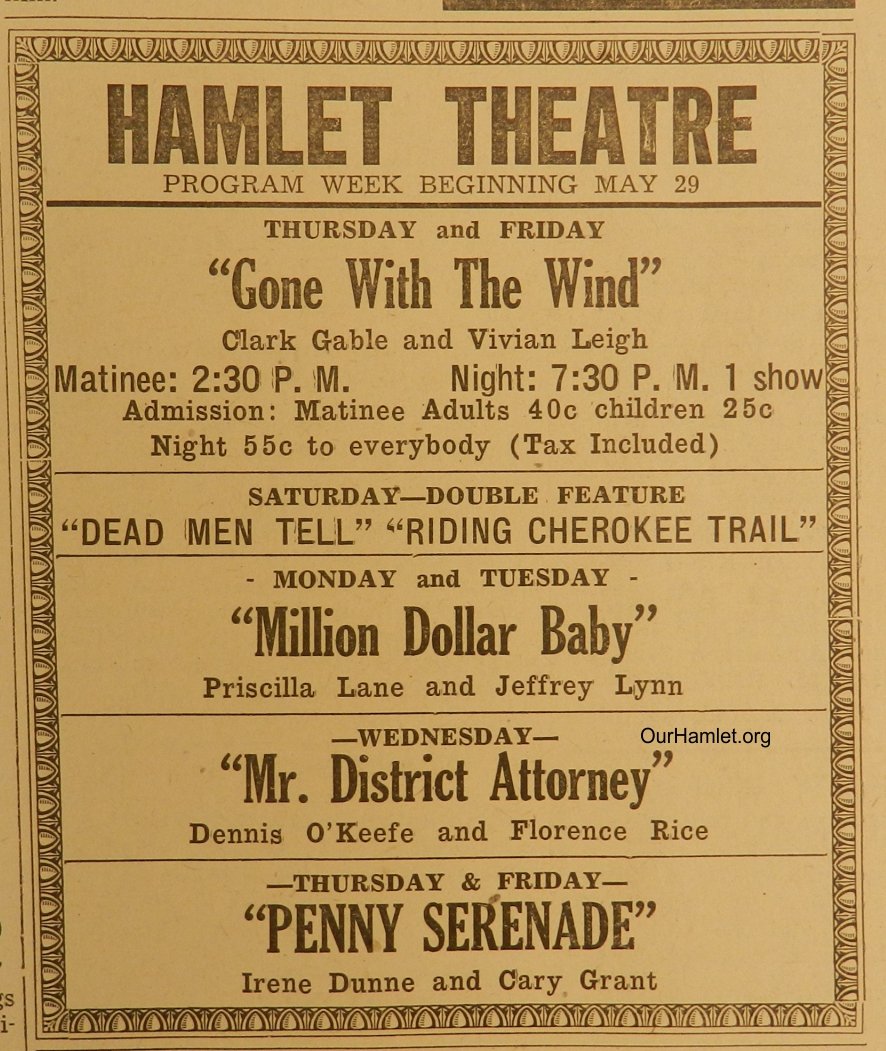 HAMLET THEATRE
PROGRAM WEEK BEGINNING MAY 29
THURSDAY and FRIDAY
“Gone With The Wind”
Clark Gable and Vivian Leigh
Matinee: 2:30 P. M. Night: 7:30 P. M. 1 show
Admission: Matinee Adults 40c children 25c
Night 55c to everybody (Tax Included)
SATURDAY—DOUBLE FEATURE
“DEAD MEN TELL” “RIDING CHEROKEE TRAIL”
- MONDAY and TUESDAY -
“Million Dollar Baby”
Priscilla Lane and Jeffrey Lynn
—WEDNESDAY—
OurHamlet.org
“Mr. District Attorney”
Dennis O'Keefe and Florence Rice
—THURSDAY & FRIDAY—
“PENNY SERENADE”
Irene Dunne and Cary Grant